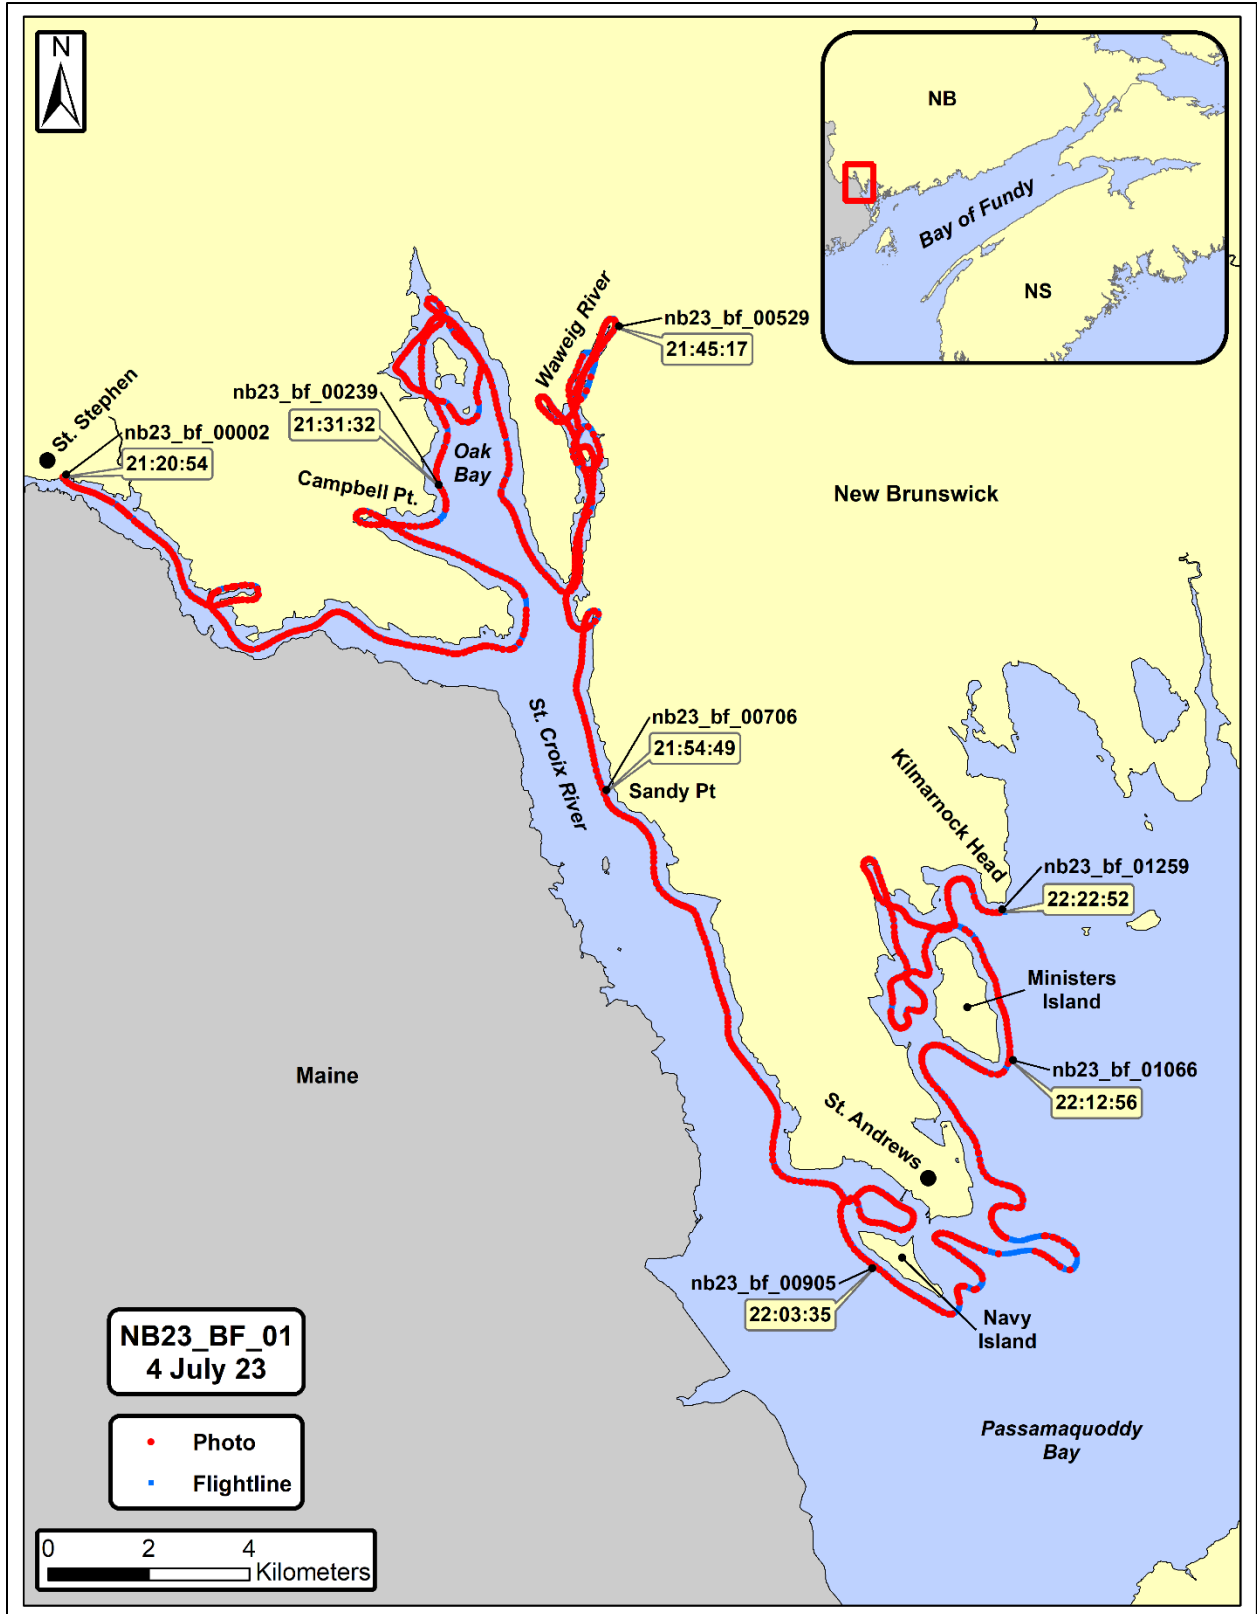 N
NB
Bay of Fundy
NS
Waweig River
nb23_bf_00529
21:45:17
nb23_bf_00239
21:31:32
St. Stephen
nb23_bf_00002
21:20:54
Oak
Bay
Campbell Pt.
New Brunswick
St. Croix River
nb23_bf_00706
21:54:49
Sandy Pt
Kilmarnock Head
nb23_bf_01259
22:22:52
Ministers
Island
Maine
nb23_bf_01066
22:12:56
St. Andrews
nb23_bf_00905
22:03:35
Navy
Island
NB23_BF_01
4 July 23
Passamaquoddy
Bay
Photo
Flightline
0 2 4
Kilometers